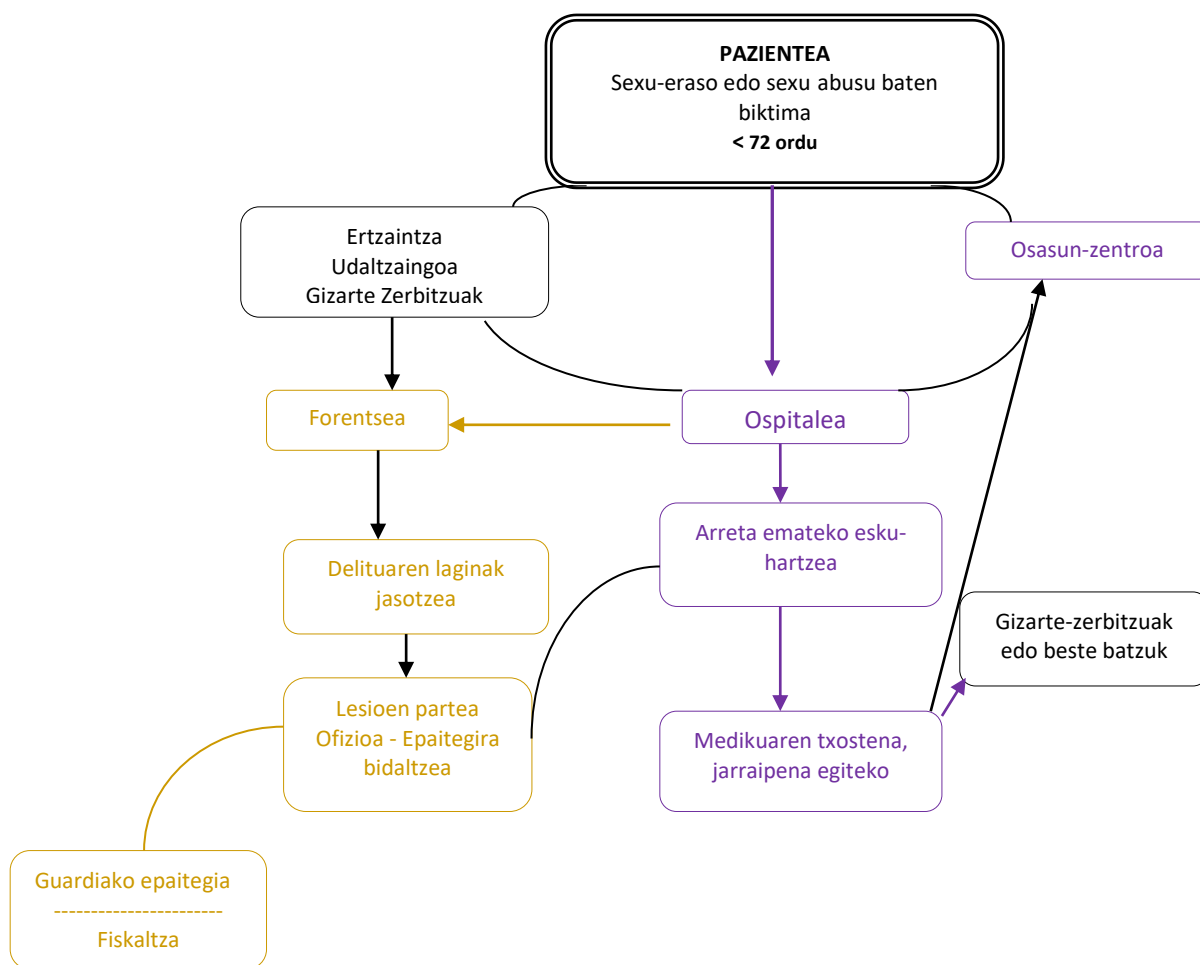 PAZIENTEA
Sexu-eraso edo sexu abusu baten
biktima
< 72 ordu
Ertzaintza
Udaltzaingoa
Gizarte Zerbitzuak
Osasun-zentroa
Forentsea
Ospitalea
Arreta emateko esku-
hartzea
Delituaren laginak
jasotzea
Gizarte-zerbitzuak
edo beste batzuk
Lesioen partea
Ofizioa - Epaitegira
bidaltzea
Medikuaren txostena,
jarraipena egiteko
Guardiako epaitegia
-----------------------
Fiskaltza